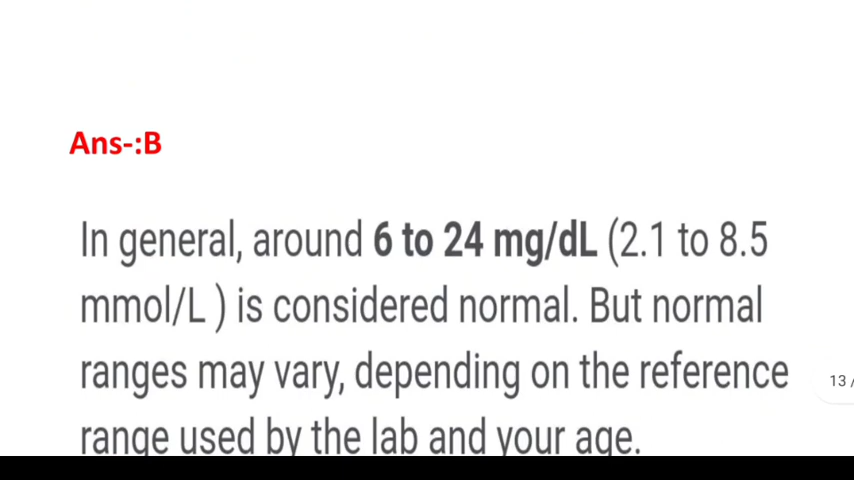 Ans-:B
In general, around 6 to 24 mg/dL (2.1 to 8.5
mmol/L ) is considered normal. But normal
ranges may vary, depending on the reference
range used by the lab and your age.
13 /